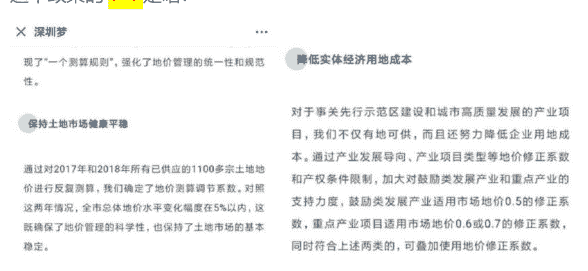 × 深圳梦 ···
现了“一个测算规则”，强化了地价管理的统一性和规范
性。
保持土地市场健康平稳
通过对2017年和2018年所有已供应的1100多宗土地地
价进行反复测算，我们确定了地价测算调节系数。对照
这两年情况，全市总体地价水平变化幅度在5%以内，这
既确保了地价管理的科学性，也保持了土地市场的基本
稳定。
降低实体经济用地成本
对于事关先行示范区建设和城市高质量发展的产业项
目，我们不仅有地可供，而且还努力降低企业用地成
本。通过产业发展导向、产业项目类型等地价修正系数
和产权条件限制，加大对鼓励类发展产业和重点产业的
支持力度，鼓励类发展产业适用市场地价0.5的修正系
数，重点产业项目适用市场地价0.6或0.7的修正系数，
同时符合上述两类的，可叠加使用地价修正系数。